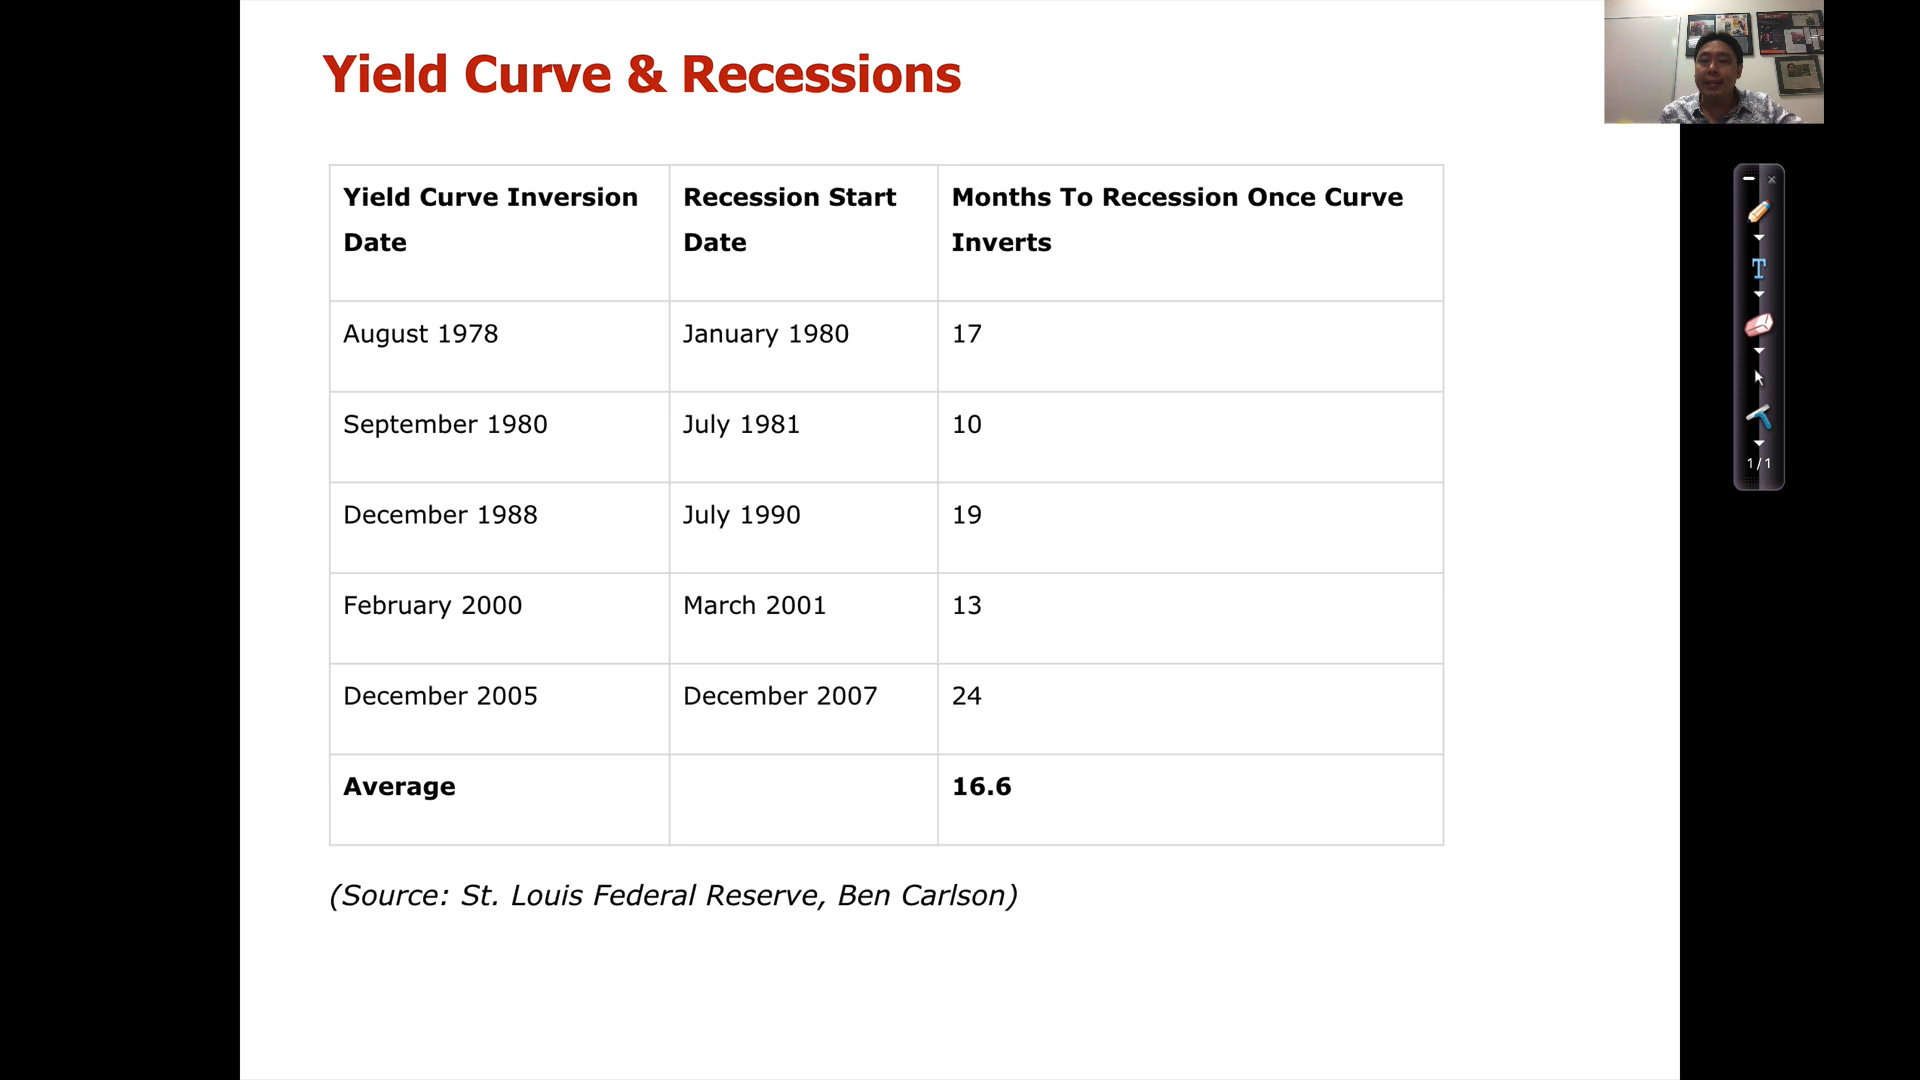 Yield Curve & Recessions
Yield Curve Inversion Date
Recession Start Date
Months To Recession Once Curve Inverts
August 1978
January 1980
17
September 1980
July 1981
10
December 1988
July 1990
19
February 2000
March 2001
13
December 2005
December 2007
24
Average
16.6
(Source: St. Louis Federal Reserve, Ben Carlson)
T
1/1